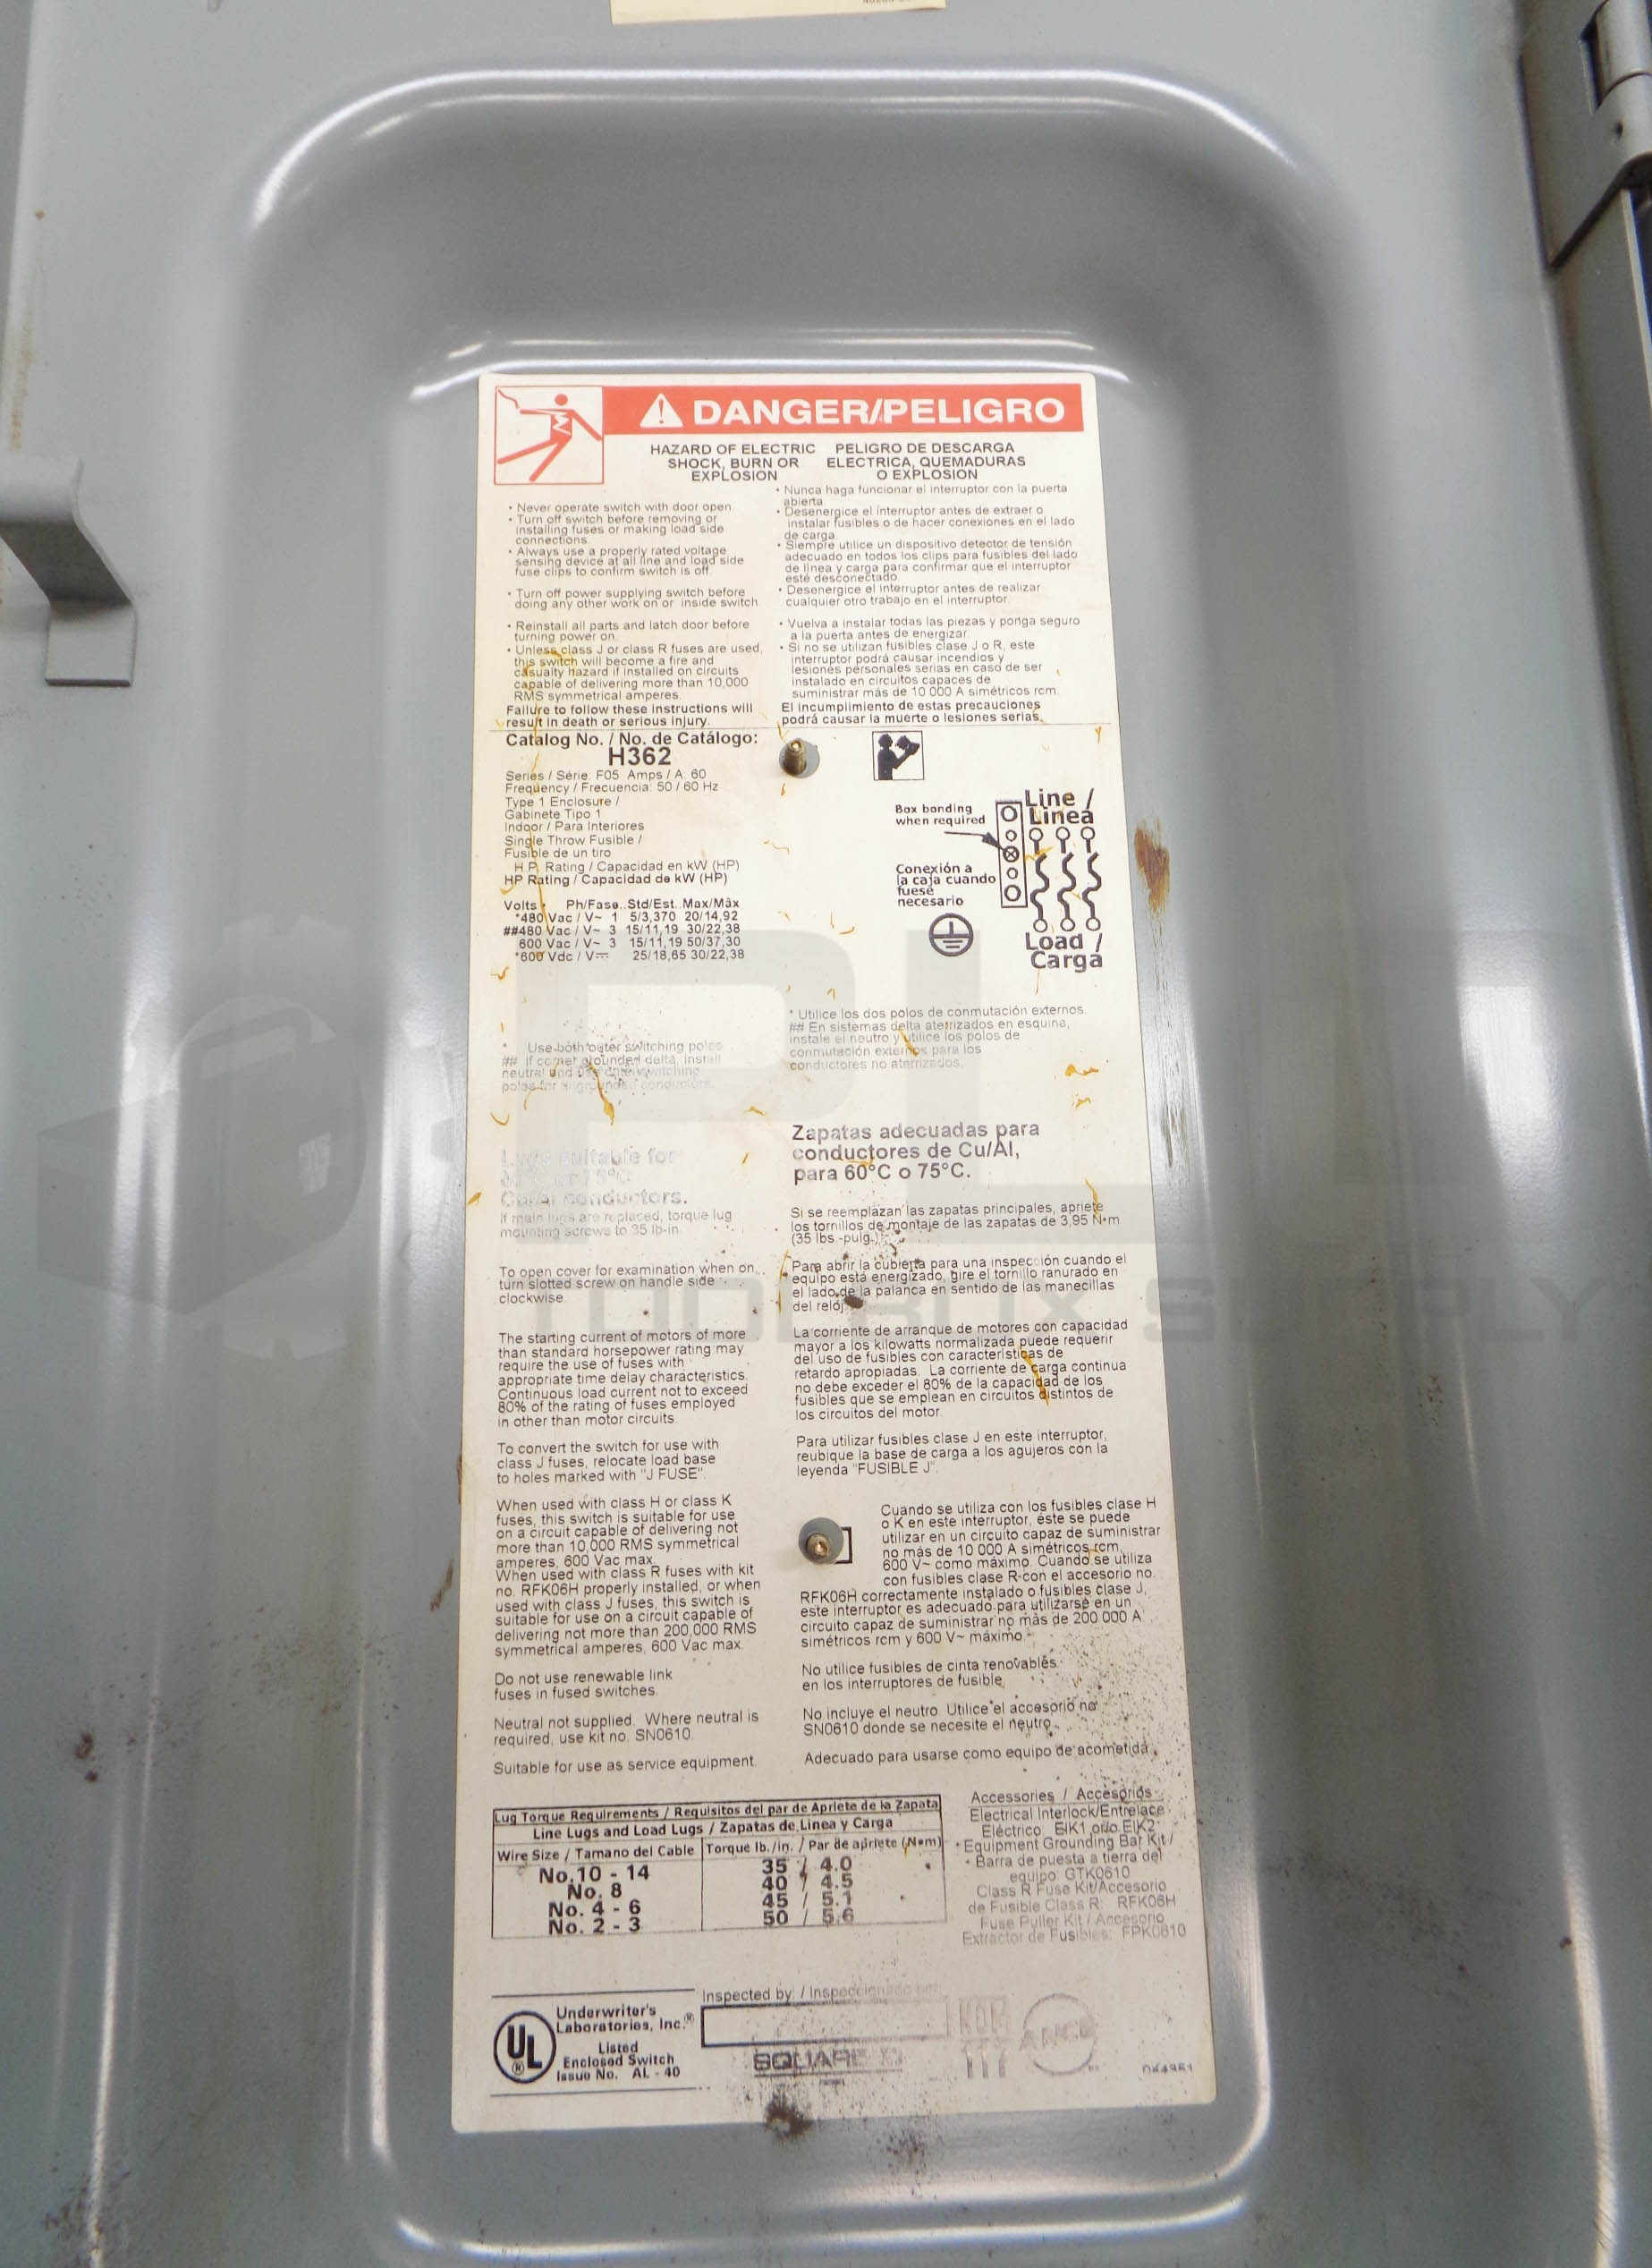 DANGER/PELIGRO
HAZARD OF ELECTRIC
SHOCK, BURN OR
EXPLOSION
• Never operate switch with door open
• Turn off switch before removing or
installing fuses or making load side
connections
• Always use a properly rated voltage
sensing device at all line and load side
fuse clips to confirm switch is off.
• Turn off power supplying switch before
doing any other work on or inside switch
• Reinstall all parts and latch door before
turning power on
• Unless class J or class R fuses are used,
this switch will become a fire and
casualty hazard if installed on circuits
capable of delivering more than 10,000
RMS symmetrical amperes.
Failure to follow these instructions will
result in death or serious injury.
PELIGRO DE DESCARGA
ELECTRICA, QUEMADURAS
O EXPLOSION
• Nunca haga funcionar el interruptor con la puerta
abierta
• Desenergice el interruptor antes de extraer o
instalar fusibles o de hacer conexiones en el lado
de carga.
• Siempre utilice un dispositivo detector de tensión
adecuado en todos los clips para fusibles del lado
de línea y carga para confirmar que el interruptor
esté desconectado
• Desenergice el interruptor antes de realizar
cualquier otro trabajo en el interruptor.
• Vuelva a instalar todas las piezas y ponga seguro
a la puerta antes de energizar.
• Si no se utilizan fusibles clase J o R, este
interruptor podrá causar incendios y
lesiones personales serias en caso de ser
instalado en circuitos capaces de
suministrar más de 10 000 A simétricos rcm.
El incumplimiento de estas precauciones
podrá causar la muerte o lesiones serias.
Catalog No. / No. de Catálogo:
H362
Series / Série: F05 Amps / A: 60
Frequency / Frecuencia: 50 / 60 Hz
Type 1 Enclosure /
Gabinete Tipo 1
Indoor / Para Interiores
Single Throw Fusible /
Fusible de un tiro
H.P. Rating / Capacidad en kW (HP)
HP Rating / Capacidad de kW (HP)
Volts Ph/Fase..Std/Est..Max/Máx
*480 Vac / V~ 1 5/3,370 20/14,92
##480 Vac / V~ 3 15/11,19 30/22,38
600 Vac / V~ 3 15/11,19 50/37,30
*600 Vdc / V 25/18,65 30/22,38
Box bonding
when required
Conexión a
la caja cuando
fuese
necesario
Line /
Linea
Load /
Carga
* Use both outer switching poles
## If corner grounded delta, install
neutral and use outer switching
poles for ungrounded conductors
* Utilice los dos polos de conmutación externos.
## En sistemas delta aterrizados en esquina,
instale el neutro y utilice los polos de
conmutación externos para los
conductores no aterrizados.
Lugs suitable for
conductors.
If main lugs are replaced, torque lug
mounting screws to 35 lb-in.
To open cover for examination when on,
turn slotted screw on handle side
clockwise.
The starting current of motors of more
than standard horsepower rating may
require the use of fuses with
appropriate time delay characteristics.
Continuous load current not to exceed
80% of the rating of fuses employed
in other than motor circuits
To convert the switch for use with
class J fuses, relocate load base
to holes marked with "J FUSE".
When used with class H or class K
fuses, this switch is suitable for use
on a circuit capable of delivering not
more than 10,000 RMS symmetrical
amperes, 600 Vac max.
When used with class R fuses with kit
no. RFK06H properly installed, or when
used with class J fuses, this switch is
suitable for use on a circuit capable of
delivering not more than 200,000 RMS
symmetrical amperes, 600 Vac max.
Do not use renewable link
fuses in fused switches.
Neutral not supplied. Where neutral is
required, use kit no. SN0610.
Suitable for use as service equipment.
Zapatas adecuadas para
conductores de Cu/Al,
para 60°C o 75°C.
Si se reemplazan las zapatas principales, apriete
los tornillos de montaje de las zapatas de 3,95 N•m
(35 lbs.-pulg.)
Para abrir la cubierta para una inspección cuando el
equipo está energizado, gire el tornillo ranurado en
el lado de la palanca en sentido de las manecillas
del reloj
La corriente de arranque de motores con capacidad
mayor a los kilowatts normalizada puede requerir
del uso de fusibles con características de
retardo apropiadas. La corriente de carga continua
no debe exceder el 80% de la capacidad de los
fusibles que se emplean en circuitos distintos de
los circuitos del motor.
Para utilizar fusibles clase J en este interruptor,
reubique la base de carga a los agujeros con la
leyenda "FUSIBLE J".
Cuando se utiliza con los fusibles clase H
o K en este interruptor, éste se puede
utilizar en un circuito capaz de suministrar
no más de 10 000 A simétricos rcm,
600 V~ como máximo. Cuando se utiliza
con fusibles clase R con el accesorio no.
RFK06H correctamente instalado o fusibles clase J,
este interruptor es adecuado para utilizarse en un
circuito capaz de suministrar no más de 200 000 A
simétricos rcm y 600 V~ máximo.
No utilice fusibles de cinta renovables
en los interruptores de fusible.
No incluye el neutro. Utilice el accesorio no
SN0610 donde se necesite el neutro.
Adecuado para usarse como equipo de acometida.
Lug Torque Requirements / Requisitos del par de Apriete de la Zapata
Line Lugs and Load Lugs / Zapatas de Linea y Carga
Wire Size / Tamano del Cable Torque lb./in. / Par de apriete (N•m)
No.10 - 14 35 / 4.0
No. 8 40 / 4.5
No. 4 - 6 45 / 5.1
No. 2 - 3 50 / 5.6
Accessories / Accesorios
Electrical Interlock/Entrelace
Eléctrico: EIK1 or/o EIK2
• Equipment Grounding Bar Kit /
• Barra de puesta a tierra del
equipo: GTK0610
Class R Fuse Kit/Accesorio
de Fusible Class R: RFK06H
Fuse Puller Kit / Accesorio
Extractor de Fusibles: FPK0610
UL
Underwriter's
Laboratories, Inc.®
Listed
Enclosed Switch
Issue No. AL - 40
Inspected by: / Inspeccionado por:
SQUARE D
ANCE
PLB
TOOLBOX SUPPLY